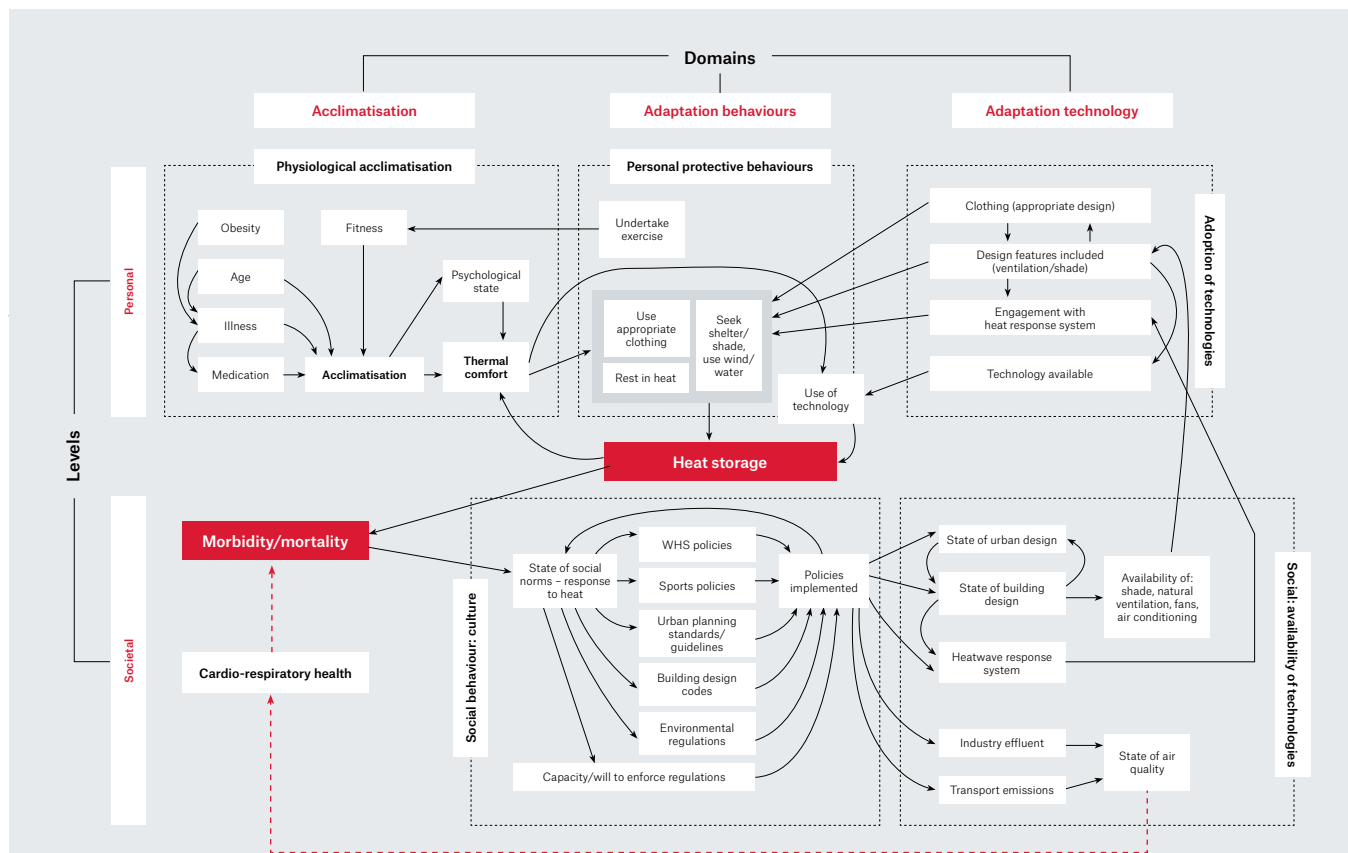 Domains
Acclimatisation
Adaptation behaviours
Adaptation technology
Levels
Personal
Physiological acclimatisation
Obesity
Age
Illness
Medication
Fitness
Acclimatisation
Psychological
state
Thermal
comfort
Personal protective behaviours
Undertake
exercise
Use
appropriate
clothing
Rest in heat
Seek
shelter/
shade,
use wind/
water
Use of
technology
Adoption of technologies
Clothing (appropriate design)
Design features included
(ventilation/shade)
Engagement with
heat response system
Technology available
Heat storage
Societal
Morbidity/mortality
Cardio-respiratory health
Social behaviour: culture
State of social
norms – response
to heat
WHS policies
Sports policies
Urban planning
standards/
guidelines
Building design
codes
Environmental
regulations
Capacity/will to enforce regulations
Policies
implemented
Social: availability of technologies
State of urban design
State of building
design
Heatwave response
system
Availability of:
shade, natural
ventilation, fans,
air conditioning
Industry effluent
Transport emissions
State of air
quality